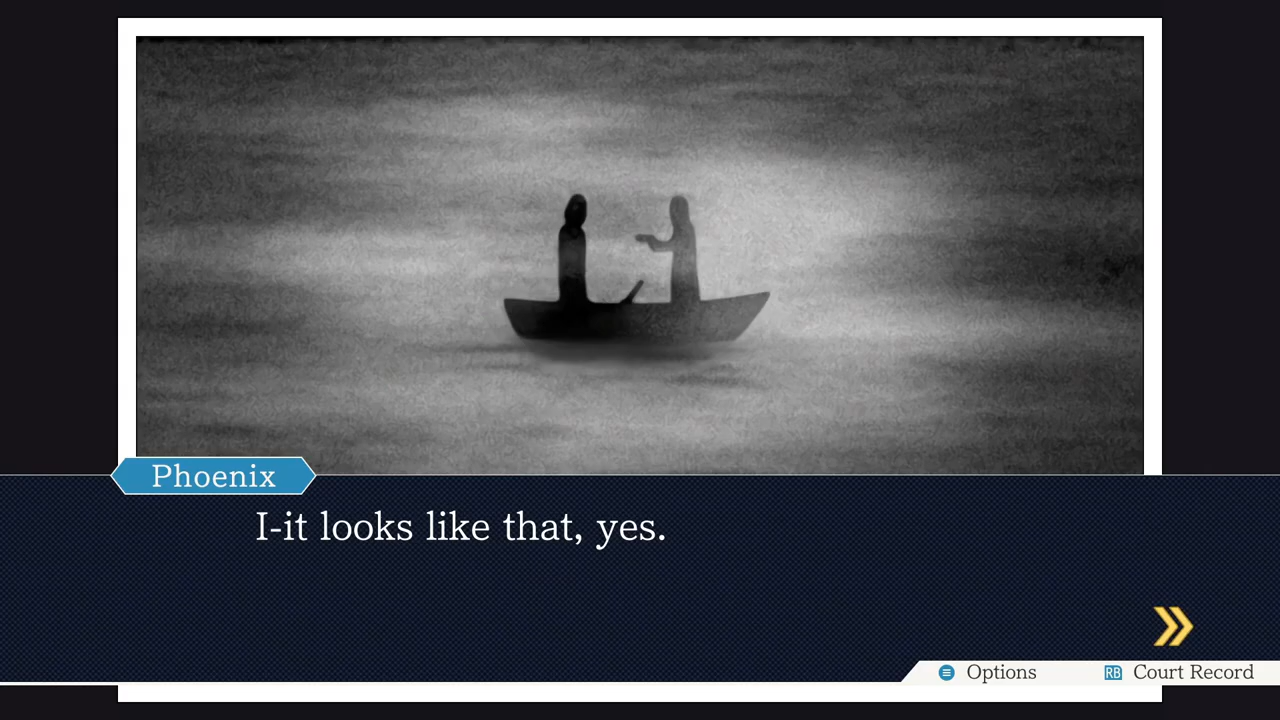 Phoenix
I-it looks like that, yes.
Options
RB Court Record